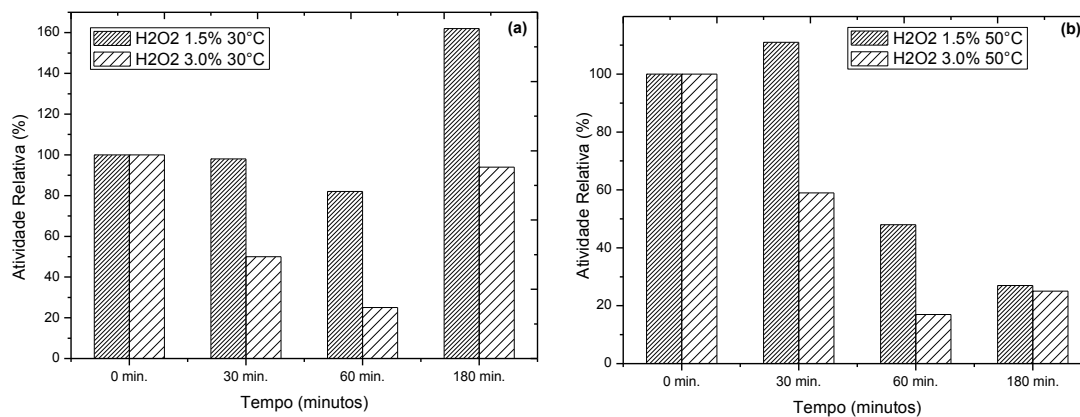 (a)
H2O2 1.5% 30°C
H2O2 3.0% 30°C
160
140
120
100
80
60
40
20
0
Atividade Relativa (%)
0 min.
30 min.
60 min.
180 min.
Tempo (minutos)
(b)
H2O2 1.5% 50°C
H2O2 3.0% 50°C
100
80
60
40
20
0
Atividade Relativa (%)
0 min.
30 min.
60 min.
180 min.
Tempo (minutos)